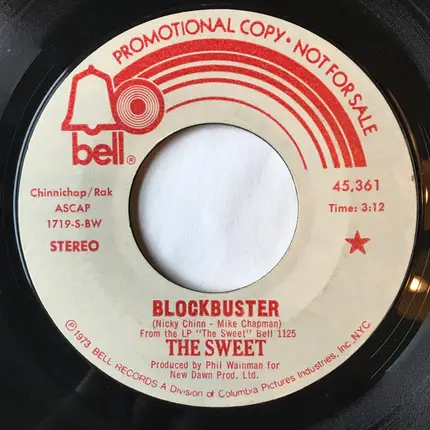 PROMOTIONAL COPY • NOT FOR SALE
bell®
Chinnichap/Rak
ASCAP
1719-S-BW
STEREO
45,361
Time: 3:12
BLOCKBUSTER
(Nicky Chinn - Mike Chapman)
From the LP "The Sweet" Bell 1125
THE SWEET
Produced by Phil Wainman for
New Dawn Prod. Ltd.
Ⓟ1973 BELL RECORDS A Division of Columbia Pictures Industries, Inc., NYC